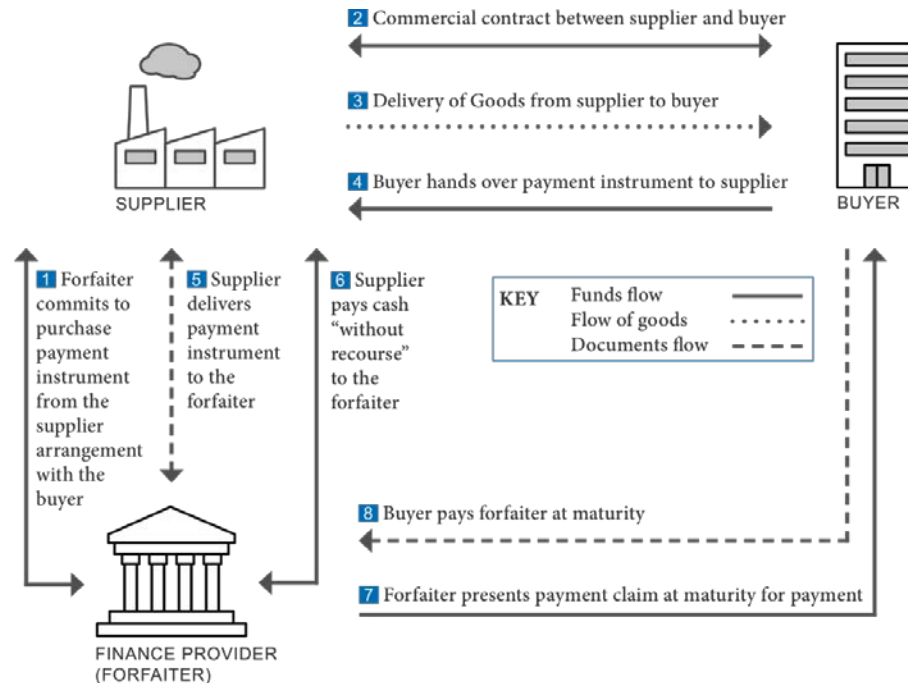 2 Commercial contract between supplier and buyer
3 Delivery of Goods from supplier to buyer
4 Buyer hands over payment instrument to supplier
SUPPLIER
BUYER
1 Forfaiter
commits to
purchase
payment
instrument
from the
supplier
arrangement
with the
buyer
5 Supplier
delivers
payment
instrument
to the
forfaiter
6 Supplier
pays cash
“without
recourse”
to the
forfaiter
KEY Funds flow
Flow of goods
Documents flow
8 Buyer pays forfaiter at maturity
7 Forfaiter presents payment claim at maturity for payment
FINANCE PROVIDER
(FORFAITER)